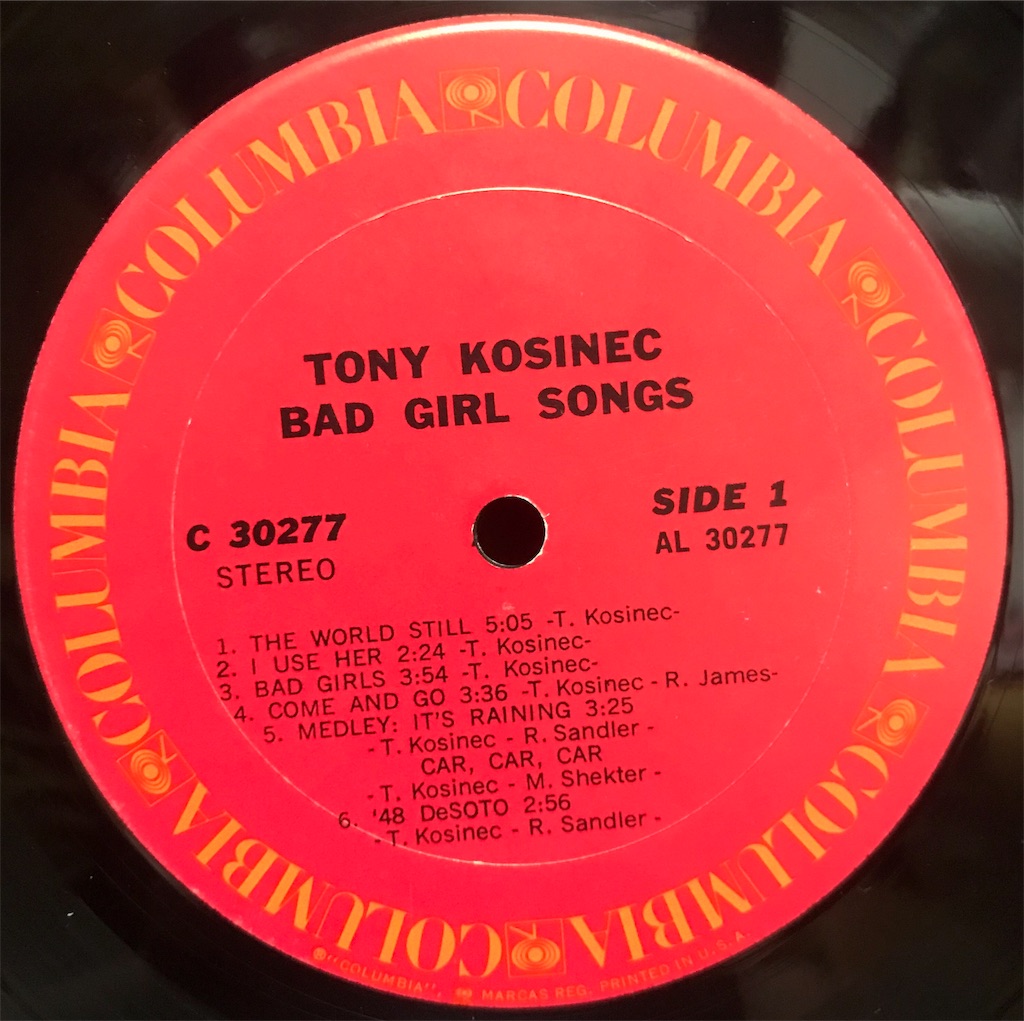 COLUMBIA COLUMBIA COLUMBIA COLUMBIA COLUMBIA COLUMBIA
TONY KOSINEC
BAD GIRL SONGS
C 30277
STEREO
SIDE 1
AL 30277
1. THE WORLD STILL 5:05 -T. Kosinec-
2. I USE HER 2:24 -T. Kosinec-
3. BAD GIRLS 3:54 -T. Kosinec-
4. COME AND GO 3:36 -T. Kosinec - R. James-
5. MEDLEY: IT'S RAINING 3:25
- T. Kosinec - R. Sandler -
CAR, CAR, CAR
- T. Kosinec - M. Shekter -
6. '48 DeSOTO 2:56
- T. Kosinec - R. Sandler -
® "COLUMBIA", MARCAS REG. PRINTED IN U.S.A.